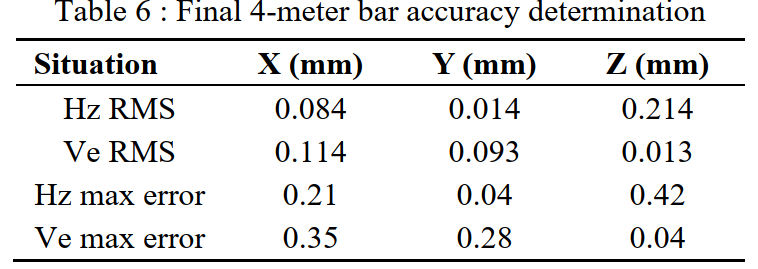 Table 6 : Final 4-meter bar accuracy determination
Situation X (mm) Y (mm) Z (mm)
Hz RMS 0.084 0.014 0.214
Ve RMS 0.114 0.093 0.013
Hz max error 0.21 0.04 0.42
Ve max error 0.35 0.28 0.04